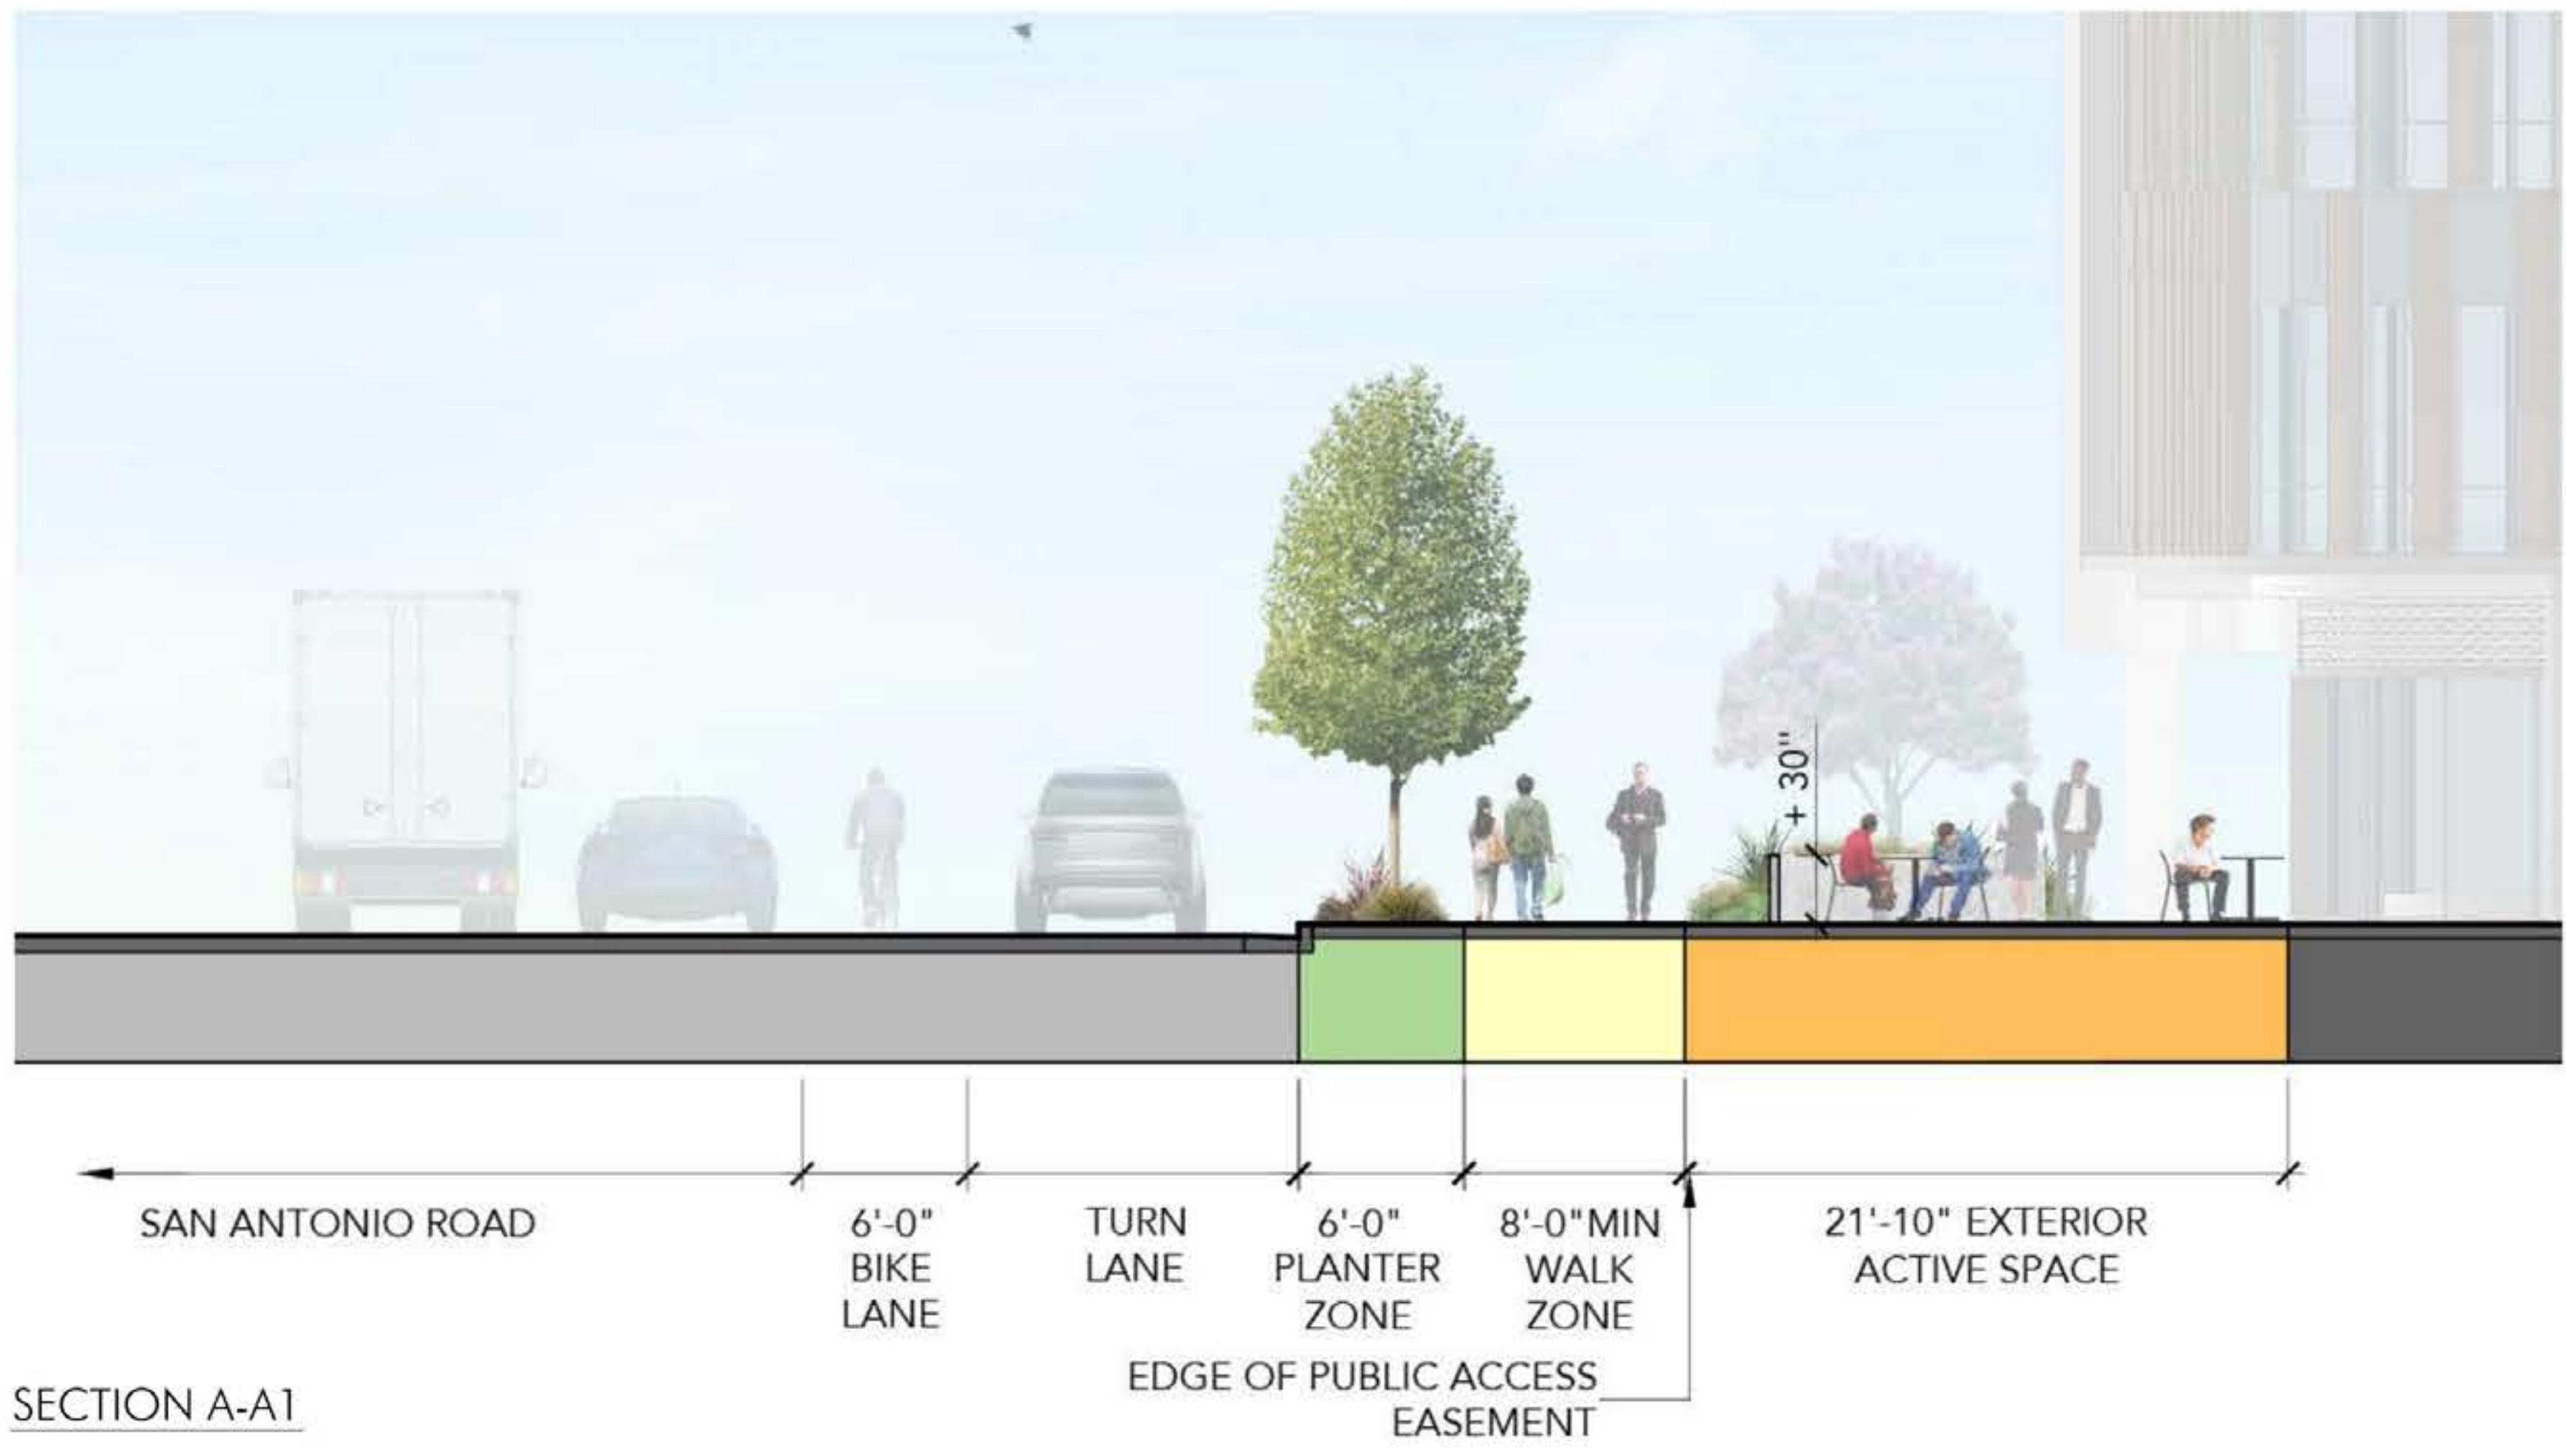 + 30"
SAN ANTONIO ROAD
6'-0"
BIKE
LANE
TURN
LANE
6'-0"
PLANTER
ZONE
8'-0"MIN
WALK
ZONE
21'-10" EXTERIOR
ACTIVE SPACE
EDGE OF PUBLIC ACCESS
EASEMENT
SECTION A-A1